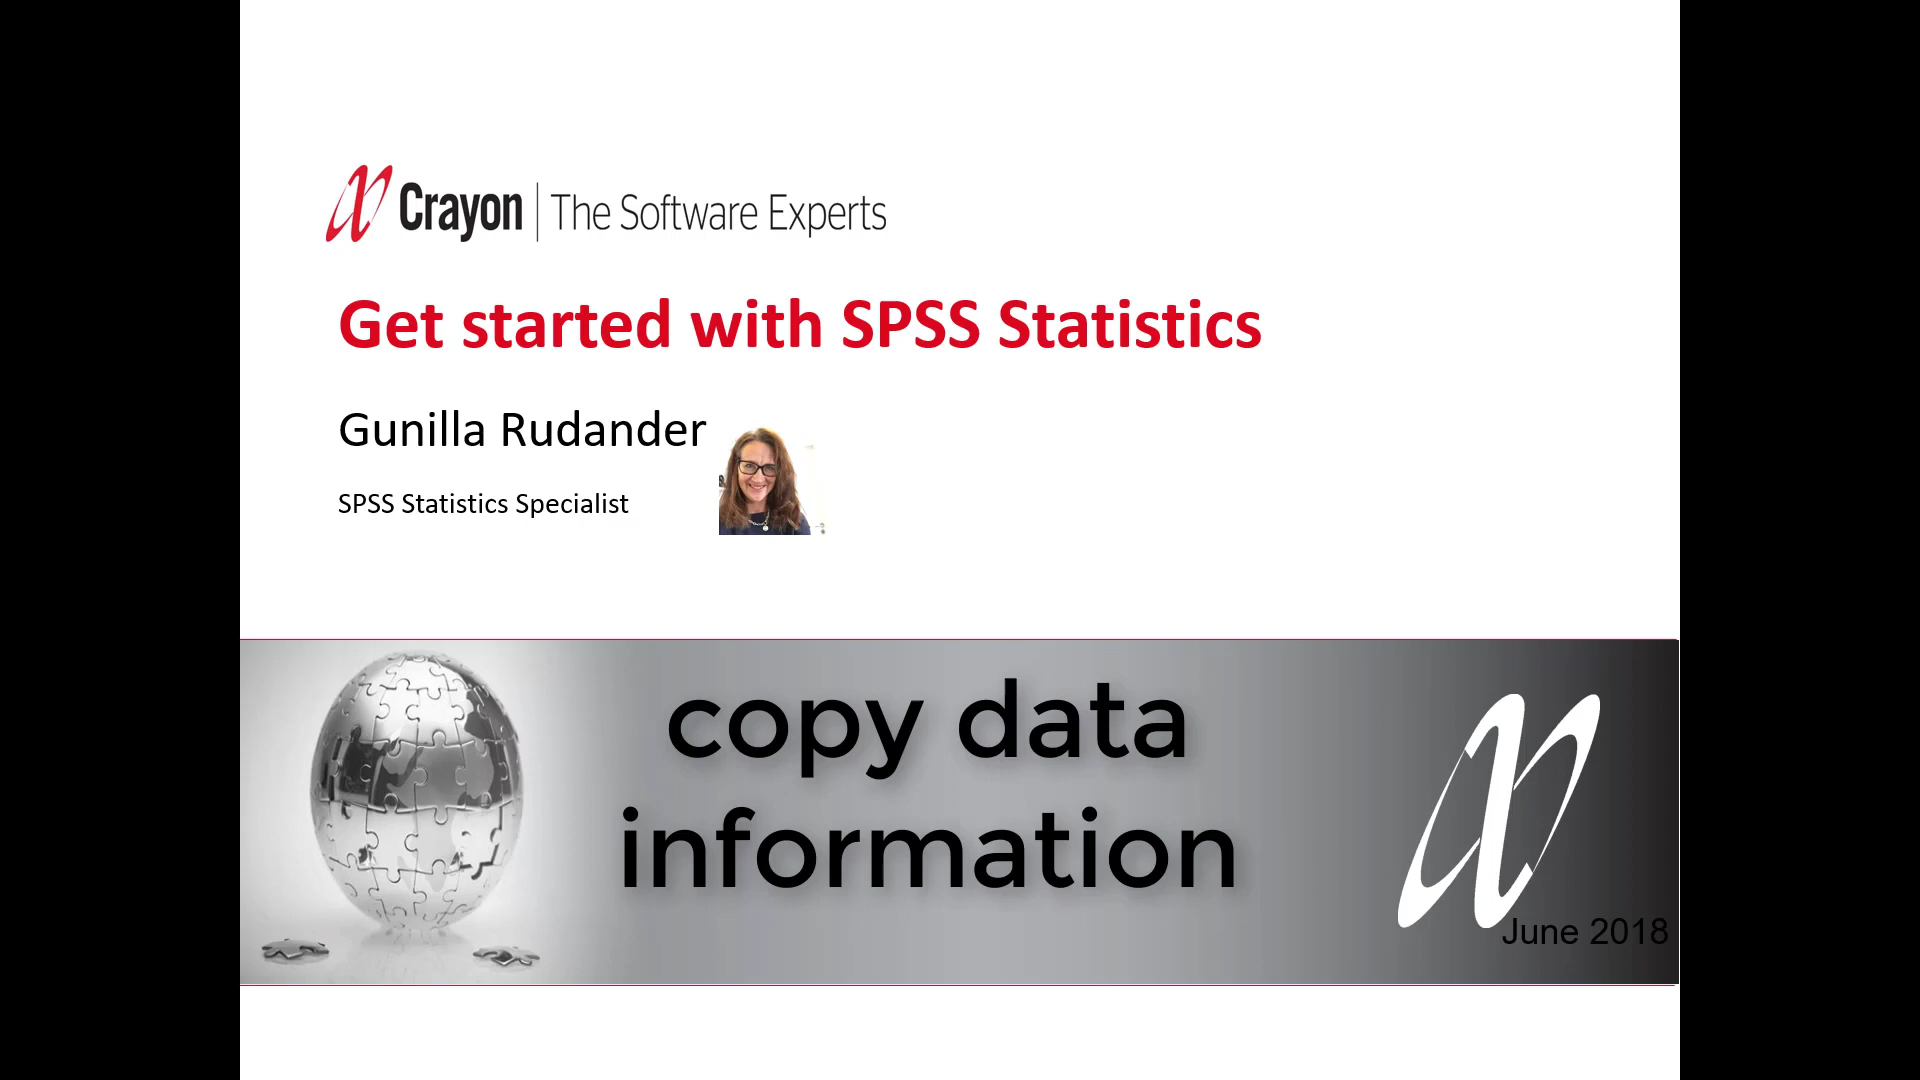 Crayon | The Software Experts
Get started with SPSS Statistics
Gunilla Rudander
SPSS Statistics Specialist
copy data
information
June 2018